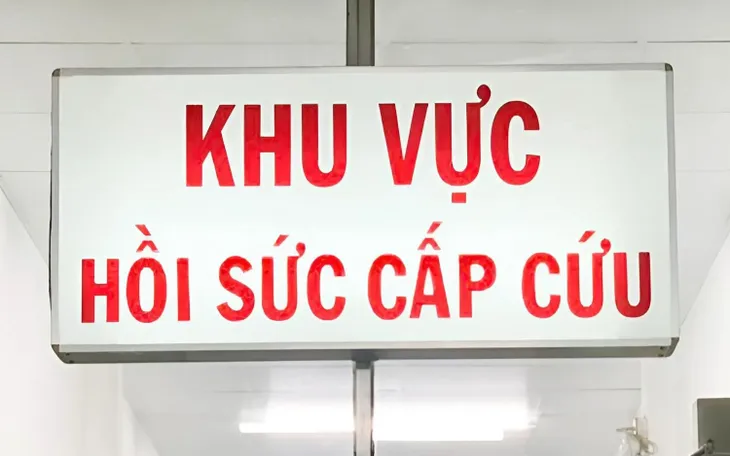 KHU VỰC
HỒI SỨC CẤP CỨU